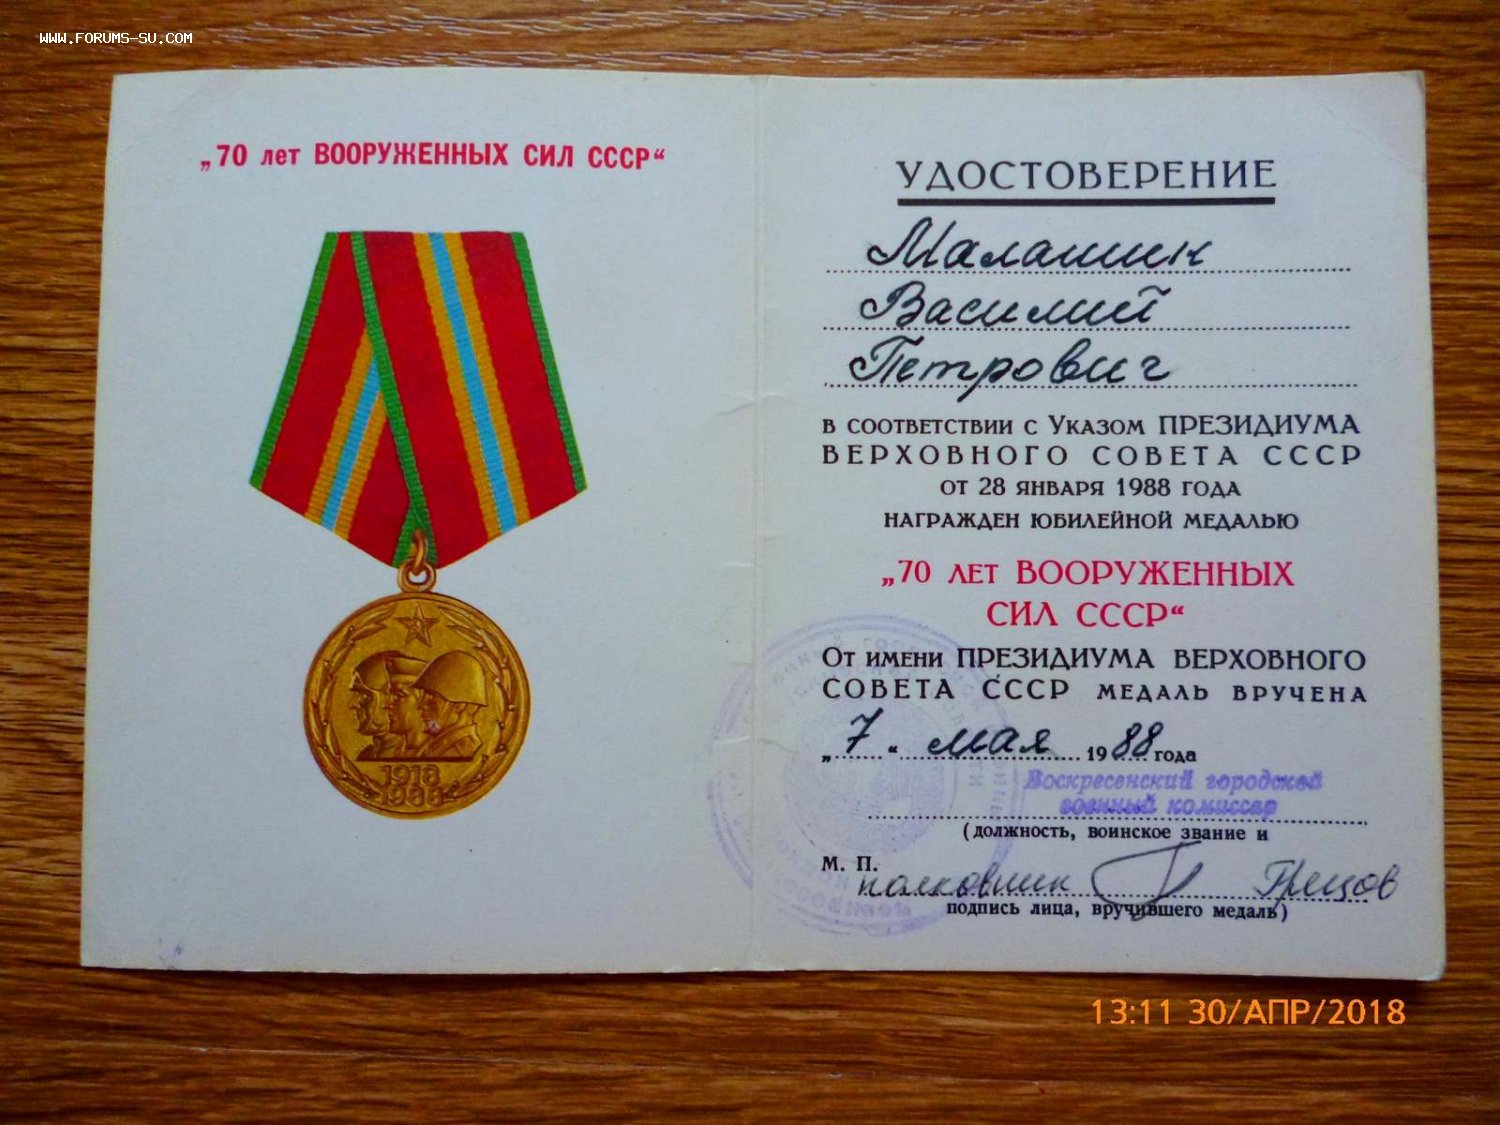 WWW.FORUMS-SU.COM
„70 лет ВООРУЖЕННЫХ СИЛ СССР“
1918
1988
УДОСТОВЕРЕНИЕ
Малашик
Василий
Петрович
в соответствии с Указом ПРЕЗИДИУМА
ВЕРХОВНОГО СОВЕТА СССР
от 28 января 1988 года
награжден юбилейной медалью
„70 лет ВООРУЖЕННЫХ
СИЛ СССР“
От имени ПРЕЗИДИУМА ВЕРХОВНОГО
СОВЕТА СССР медаль вручена
„7“ мая 1988 года
Воскресенский городской
военный комиссар
(должность, воинское звание и
М. П.
полковник Грецов
подпись лица, вручившего медаль)
13:11 30/АПР/2018